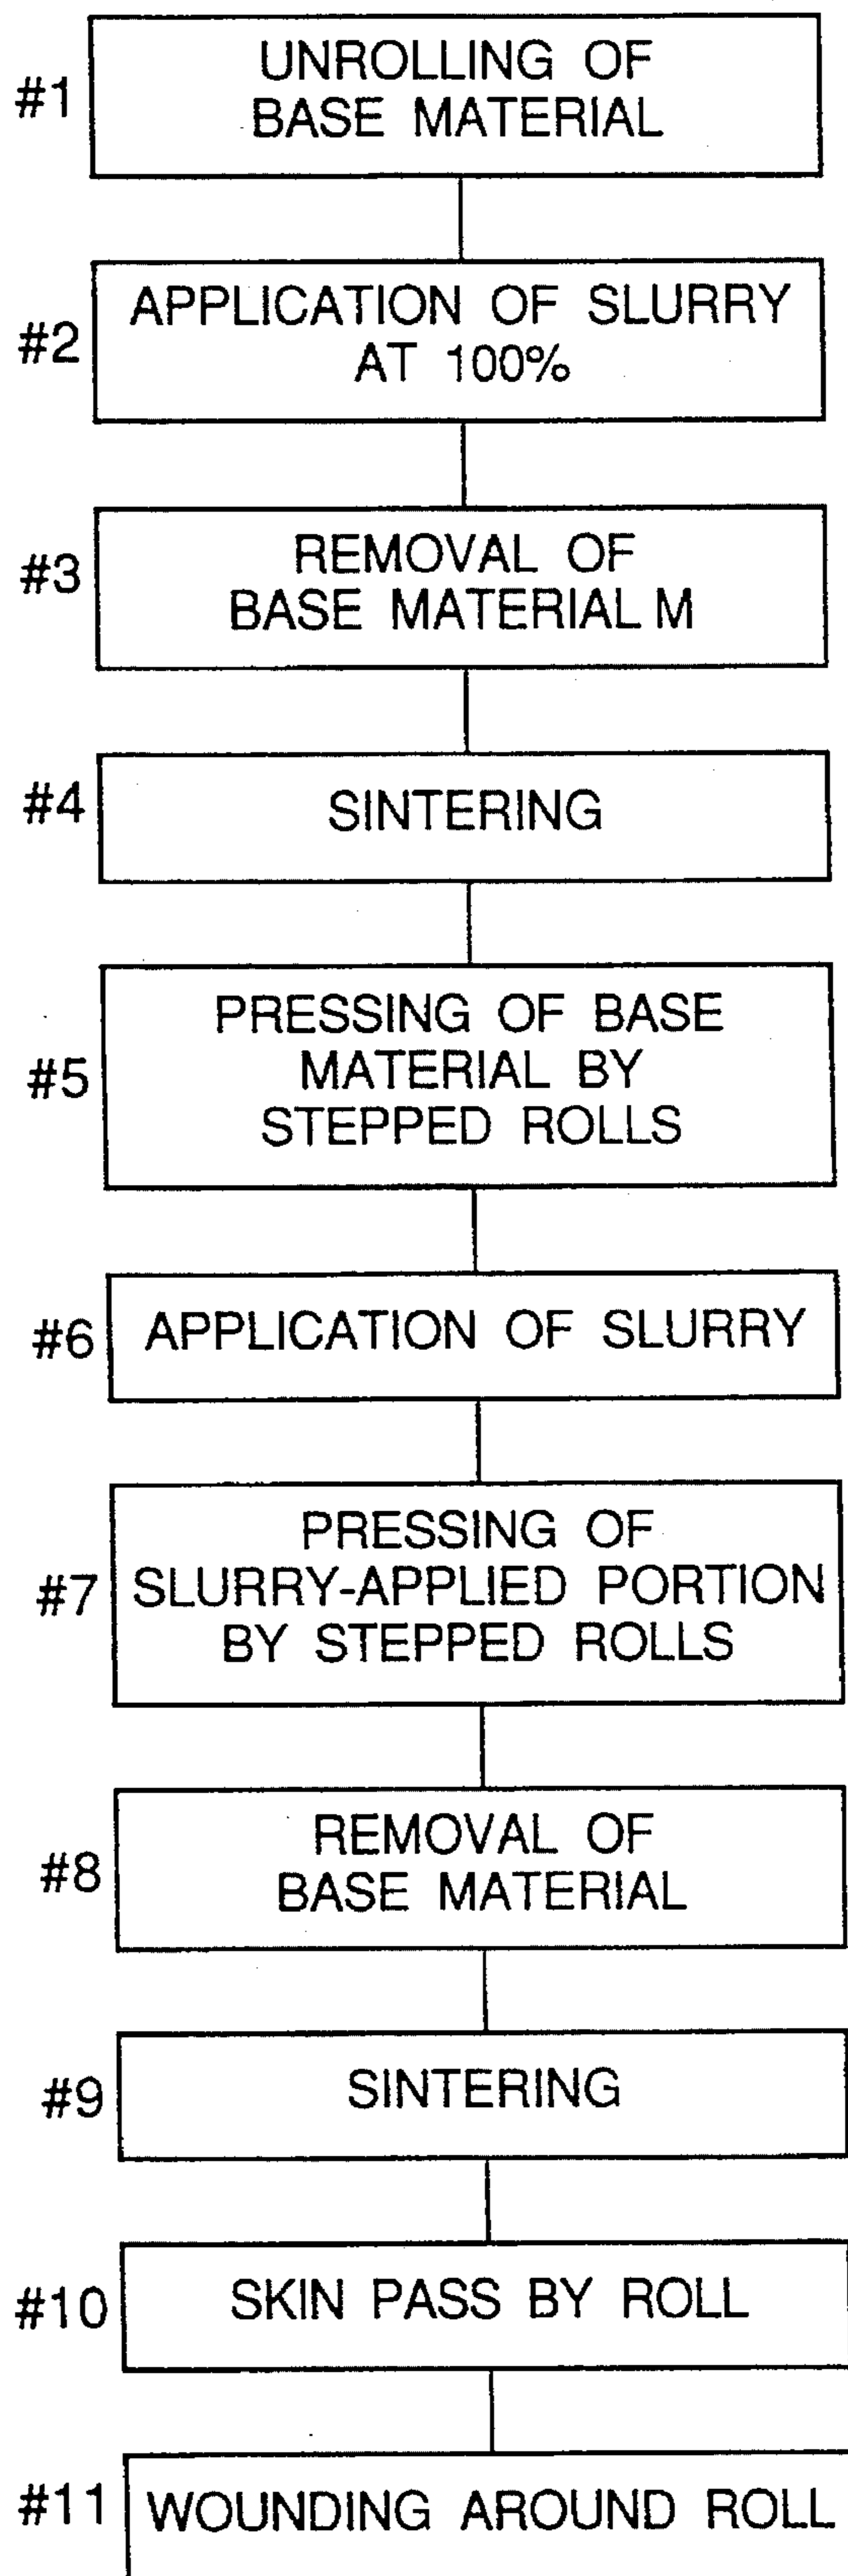 #1
UNROLLING OF
BASE MATERIAL
#2
APPLICATION OF SLURRY
AT 100%
#3
REMOVAL OF
BASE MATERIAL M
#4
SINTERING
#5
PRESSING OF BASE
MATERIAL BY
STEPPED ROLLS
#6
APPLICATION OF SLURRY
#7
PRESSING OF
SLURRY-APPLIED PORTION
BY STEPPED ROLLS
#8
REMOVAL OF
BASE MATERIAL
#9
SINTERING
#10
SKIN PASS BY ROLL
#11
WOUNDING AROUND ROLL